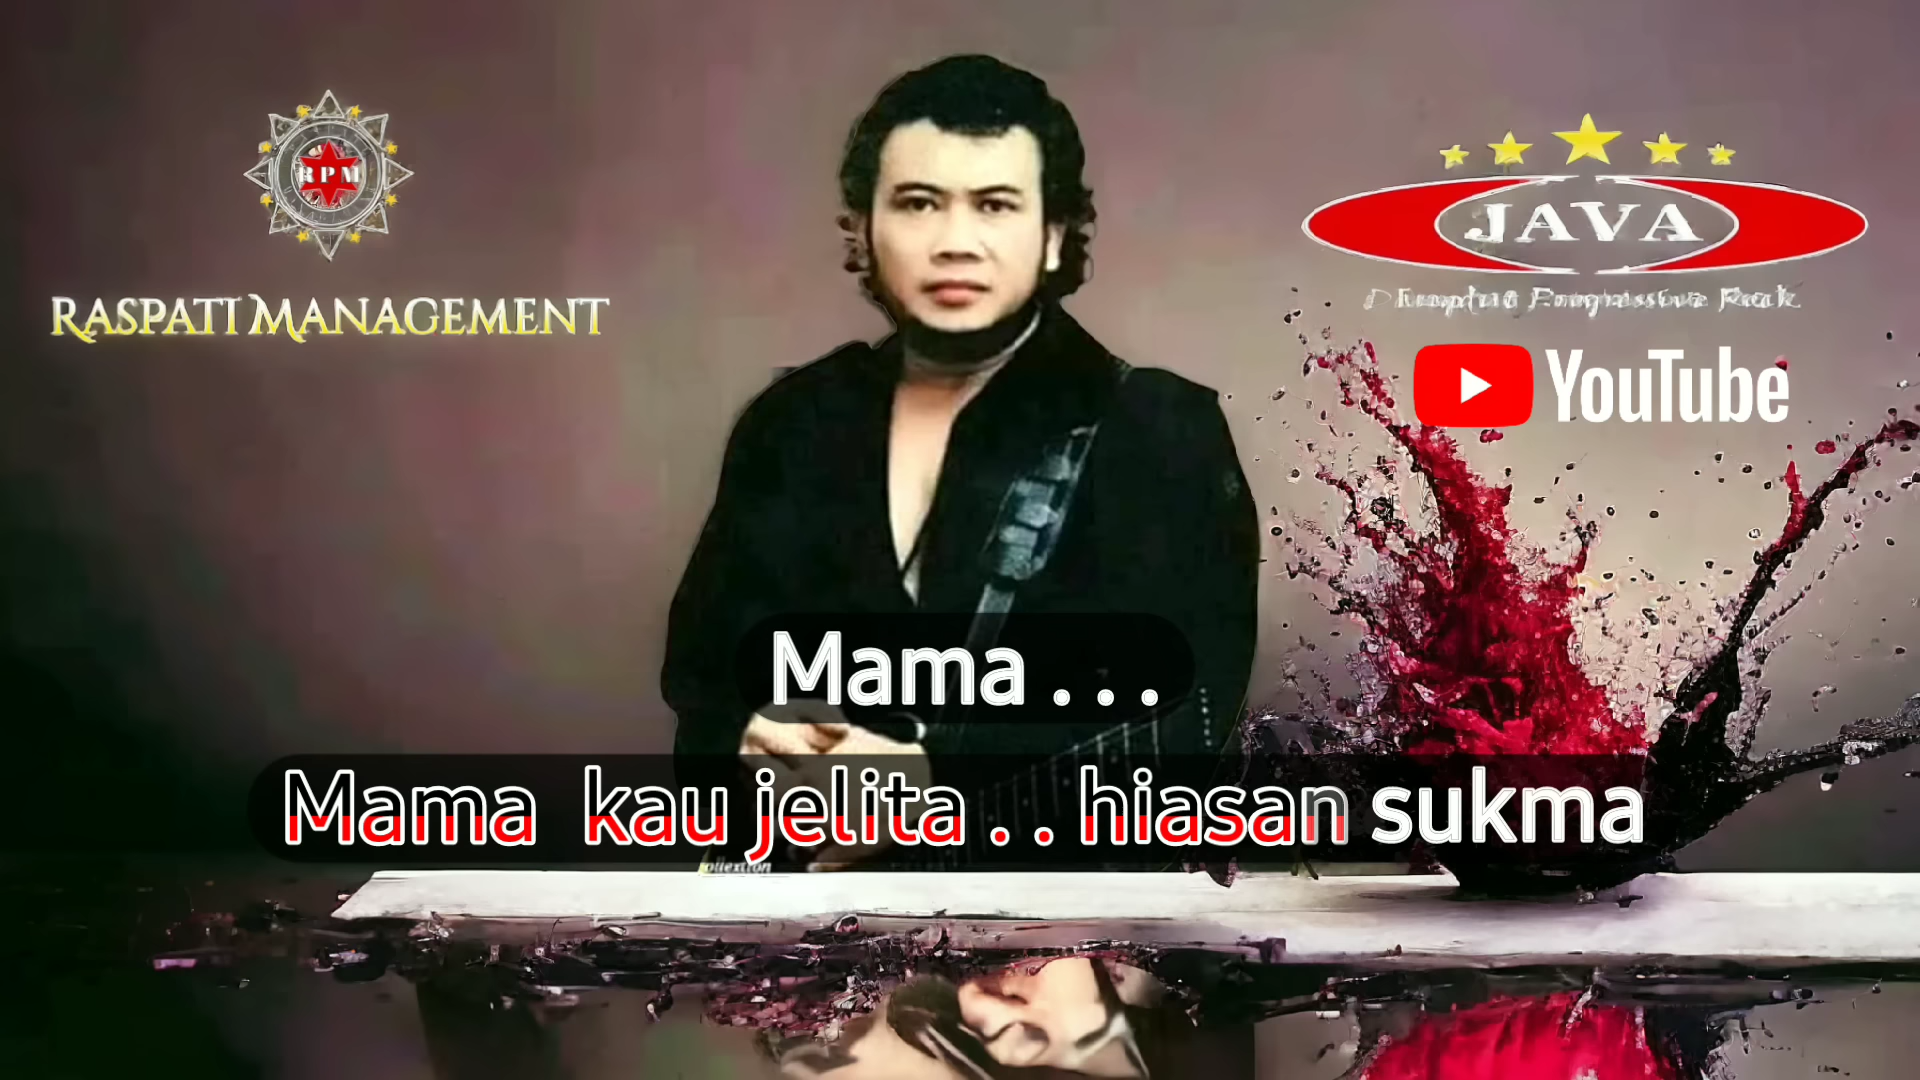 RPM
RASPATI MANAGEMENT
JAVA
YouTube
Mama . . .
Mama kau jelita . . hiasan sukma